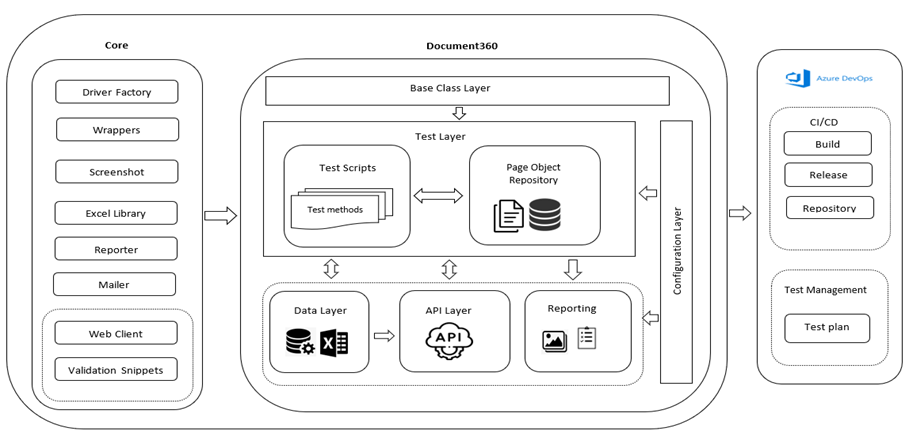 Core
Driver Factory
Wrappers
Screenshot
Excel Library
Reporter
Mailer
Web Client
Validation Snippets
Document360
Base Class Layer
Test Layer
Test Scripts
Test methods
Page Object
Repository
Data Layer
X
API Layer
API
Reporting
Configuration Layer
Azure DevOps
CI/CD
Build
Release
Repository
Test Management
Test plan